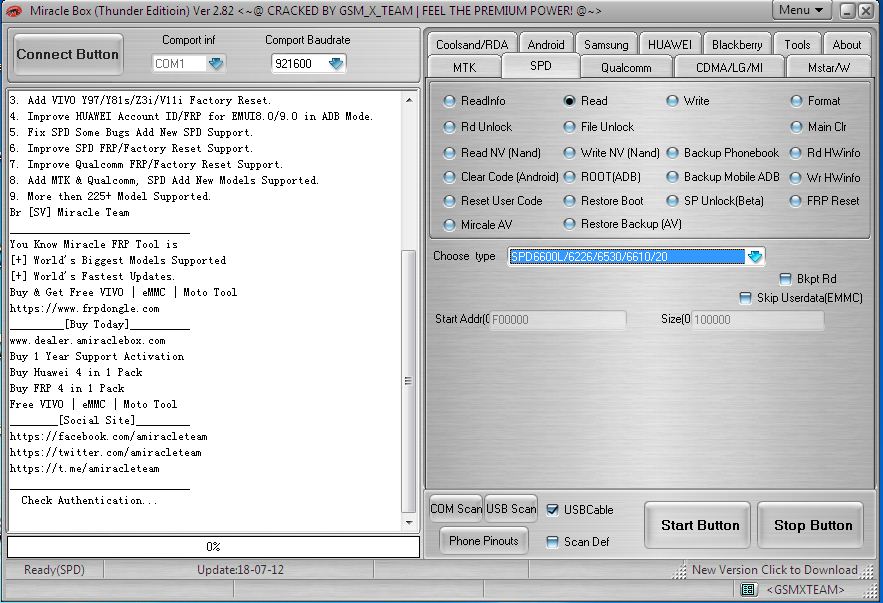 Miracle Box (Thunder Editioin) Ver 2.82 <~@ CRACKED BY GSM_X_TEAM | FEEL THE PREMIUM POWER! @~>
Menu
Connect Button
Comport inf
Comport Baudrate
COM1
921600
3. Add VIVO Y97/Y81s/Z3i/V11i Factory Reset.
4. Improve HUAWEI Account ID/FRP for EMUI8.0/9.0 in ADB Mode.
5. Fix SPD Some Bugs Add New SPD Support.
6. Improve SPD FRP/Factory Reset Support.
7. Improve Qualcomm FRP/Factory Reset Support.
8. Add MTK & Qualcomm, SPD Add New Models Supported.
9. More then 225+ Model Supported.
Br [SV] Miracle Team
______________________________
You Know Miracle FRP Tool is
[+] World's Biggest Models Supported
[+] World's Fastest Updates.
Buy & Get Free VIVO | eMMC | Moto Tool
https://www.frpdongle.com
_________[Buy Today]__________
www.dealer.amiraclebox.com
Buy 1 Year Support Activation
Buy Huawei 4 in 1 Pack
Buy FRP 4 in 1 Pack
Free VIVO | eMMC | Moto Tool
________[Social Site]_________
https://facebook.com/amiracleteam
https://twitter.com/amiracleteam
https://t.me/amiracleteam
______________________________
Check Authentication...
0%
Coolsand/RDA Android Samsung HUAWEI Blackberry Tools About
MTK SPD Qualcomm CDMA/LG/MI Mstar/W
ReadInfo Read Write Format
Rd Unlock File Unlock Main Clr
Read NV (Nand) Write NV (Nand) Backup Phonebook Rd HWinfo
Clear Code (Android) ROOT(ADB) Backup Mobile ADB Wr HWinfo
Reset User Code Restore Boot SP Unlock(Beta) FRP Reset
Mircale AV Restore Backup (AV)
Choose type SPD6600L/6226/6530/6610/20
Bkpt Rd
Skip Userdata(EMMC)
Start Addr(0 F00000 Size(0 100000
COM Scan USB Scan USBCable
Phone Pinouts Scan Def
Start Button Stop Button
Ready(SPD) Update:18-07-12 New Version Click to Download
<GSMXTEAM>